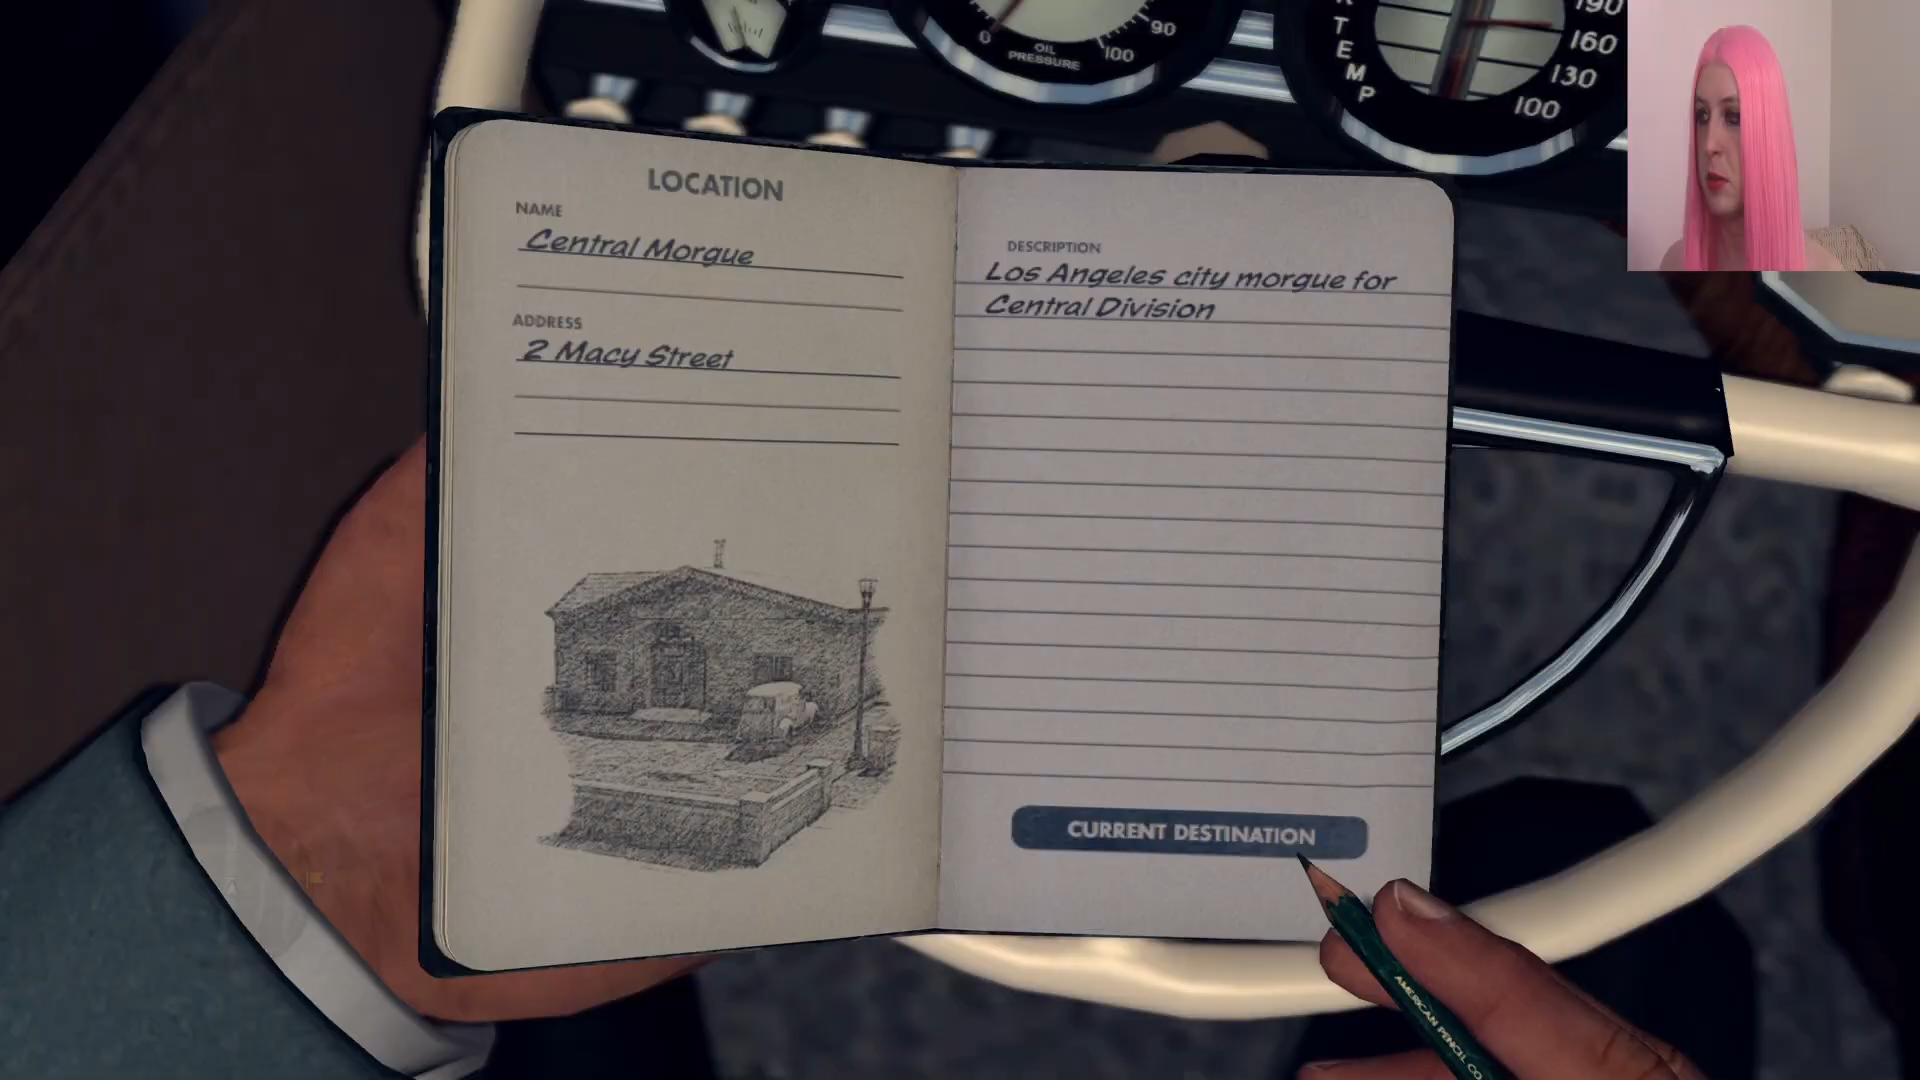 0
OIL
PRESSURE
100
90
TEMP
190
160
130
100
LOCATION
NAME
Central Morgue
ADDRESS
2 Macy Street
DESCRIPTION
Los Angeles city morgue for
Central Division
CURRENT DESTINATION
AMERICAN PENCIL CO.